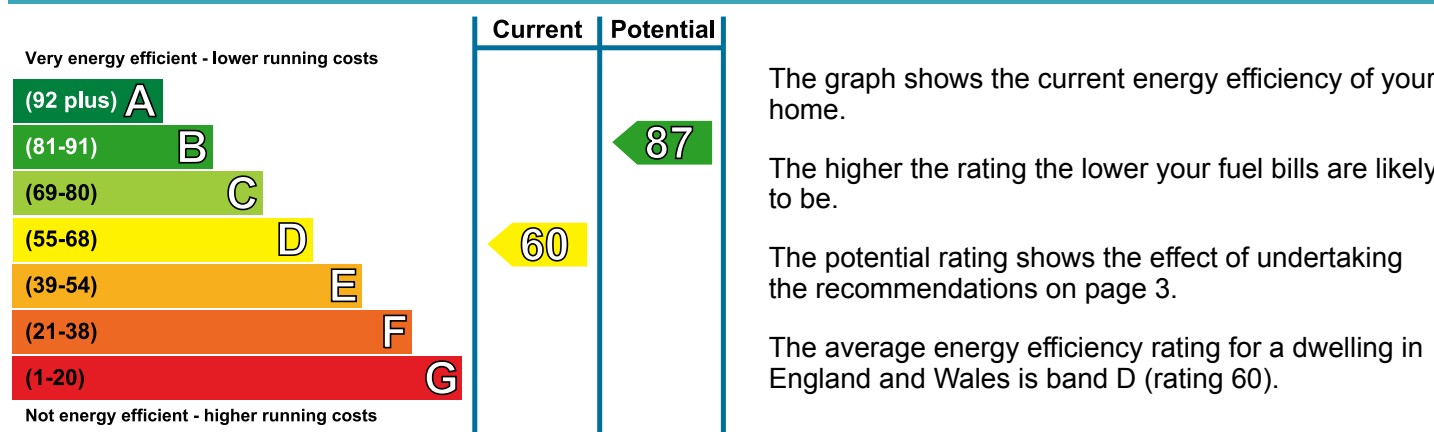 Current Potential
Very energy efficient - lower running costs
(92 plus) A
(81-91) B
87
(69-80) C
(55-68) D
60
(39-54) E
(21-38) F
(1-20) G
Not energy efficient - higher running costs
The graph shows the current energy efficiency of your
home.
The higher the rating the lower your fuel bills are likely
to be.
The potential rating shows the effect of undertaking
the recommendations on page 3.
The average energy efficiency rating for a dwelling in
England and Wales is band D (rating 60).